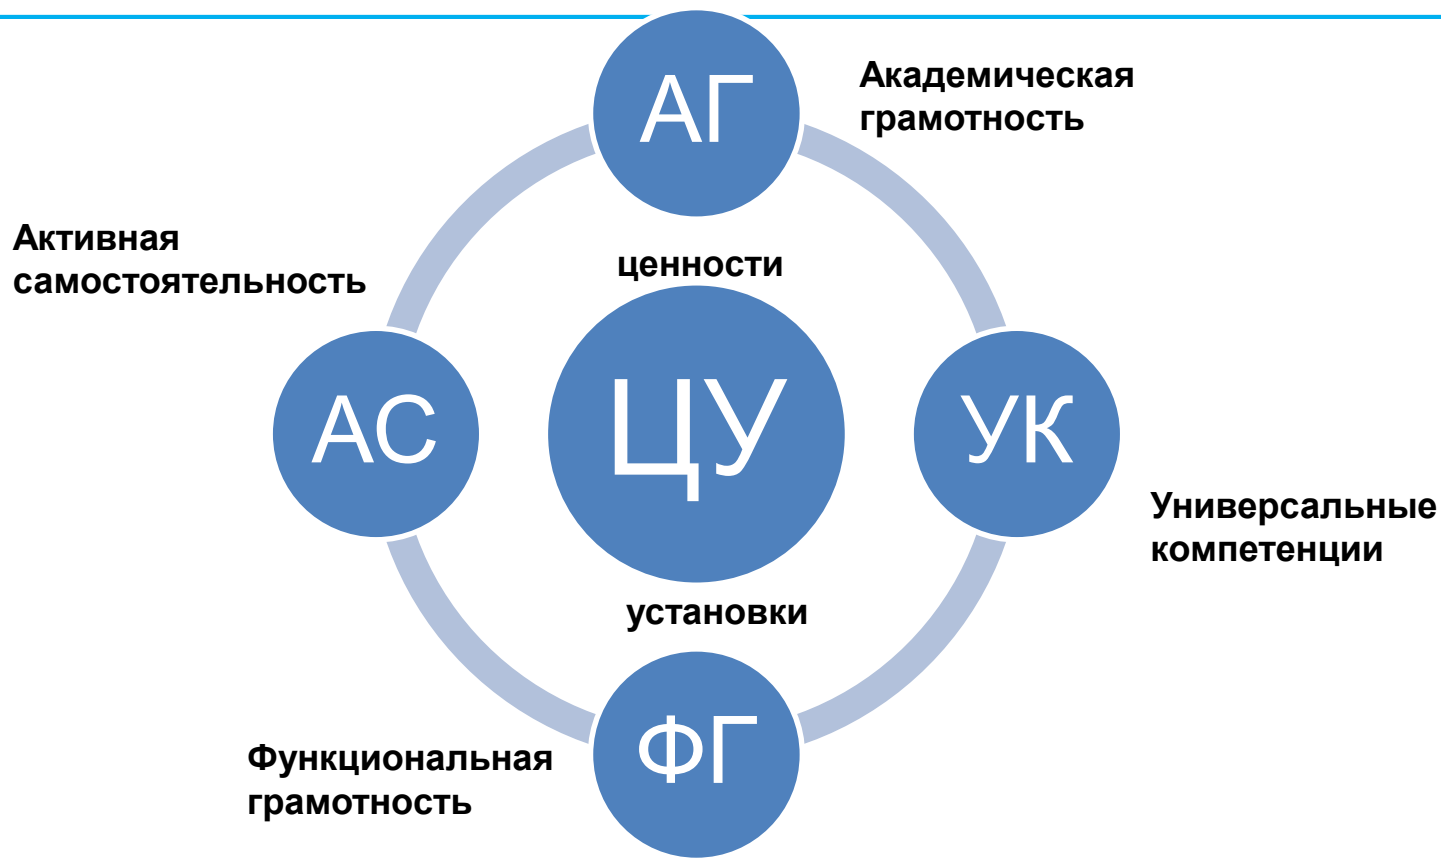 АГ
Академическая
грамотность
Активная
самостоятельность
ценности
АС
ЦУ
УК
Универсальные
компетенции
установки
ФГ
Функциональная
грамотность